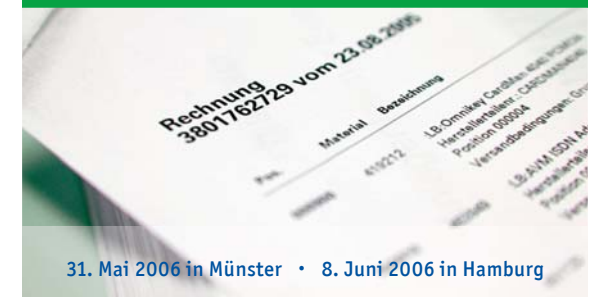 Rechnung
3801762729 vom 23.08.2005
Pos. Material Bezeichnung
419212 LB:Omnikey CardMan 4040 PCMCIA
Herstellerteilenr.: CARDMAN4040
Position 000004
Versandbedingungen:
LB:AVM ISDN
31. Mai 2006 in Münster • 8. Juni 2006 in Hamburg